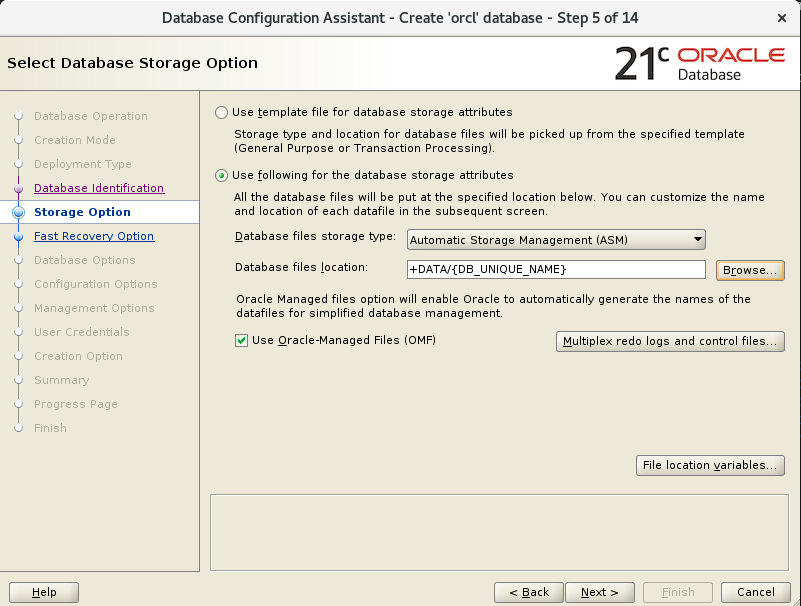 Database Configuration Assistant - Create 'orcl' database - Step 5 of 14
Select Database Storage Option
21c ORACLE
Database
Database Operation
Creation Mode
Deployment Type
Database Identification
Storage Option
Fast Recovery Option
Database Options
Configuration Options
Management Options
User Credentials
Creation Option
Summary
Progress Page
Finish
Use template file for database storage attributes
Storage type and location for database files will be picked up from the specified template
(General Purpose or Transaction Processing).
Use following for the database storage attributes
All the database files will be put at the specified location below. You can customize the name
and location of each datafile in the subsequent screen.
Database files storage type: Automatic Storage Management (ASM)
Database files location: +DATA/{DB_UNIQUE_NAME} Browse...
Oracle Managed files option will enable Oracle to automatically generate the names of the
datafiles for simplified database management.
Use Oracle-Managed Files (OMF) Multiplex redo logs and control files...
File location variables...
Help < Back Next > Finish Cancel